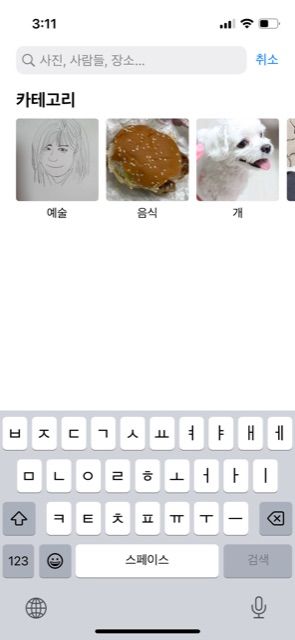 3:11
사진, 사람들, 장소...
취소
카테고리
예술
음식
개
ㅂ ㅈ ㄷ ㄱ ㅅ ㅛ ㅕ ㅑ ㅐ ㅔ
ㅁ ㄴ ㅇ ㄹ ㅎ ㅗ ㅓ ㅏ ㅣ
ㅋ ㅌ ㅊ ㅍ ㅠ ㅜ ㅡ
123
스페이스
검색